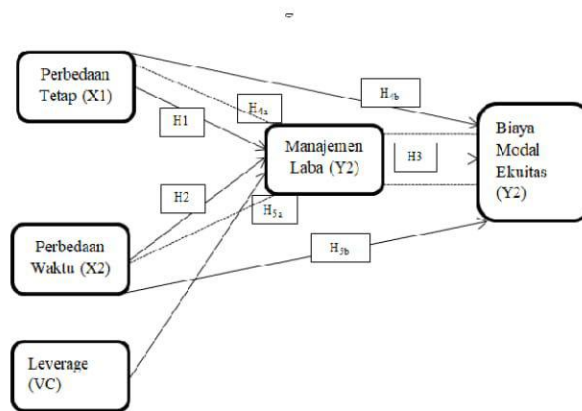 Perbedaan
Tetap (X1)
H1
H4a
H4b
Manajemen
Laba (Y2)
H3
Biaya
Modal
Ekuitas
(Y2)
H2
H5a
H5b
Perbedaan
Waktu (X2)
Leverage
(VC)